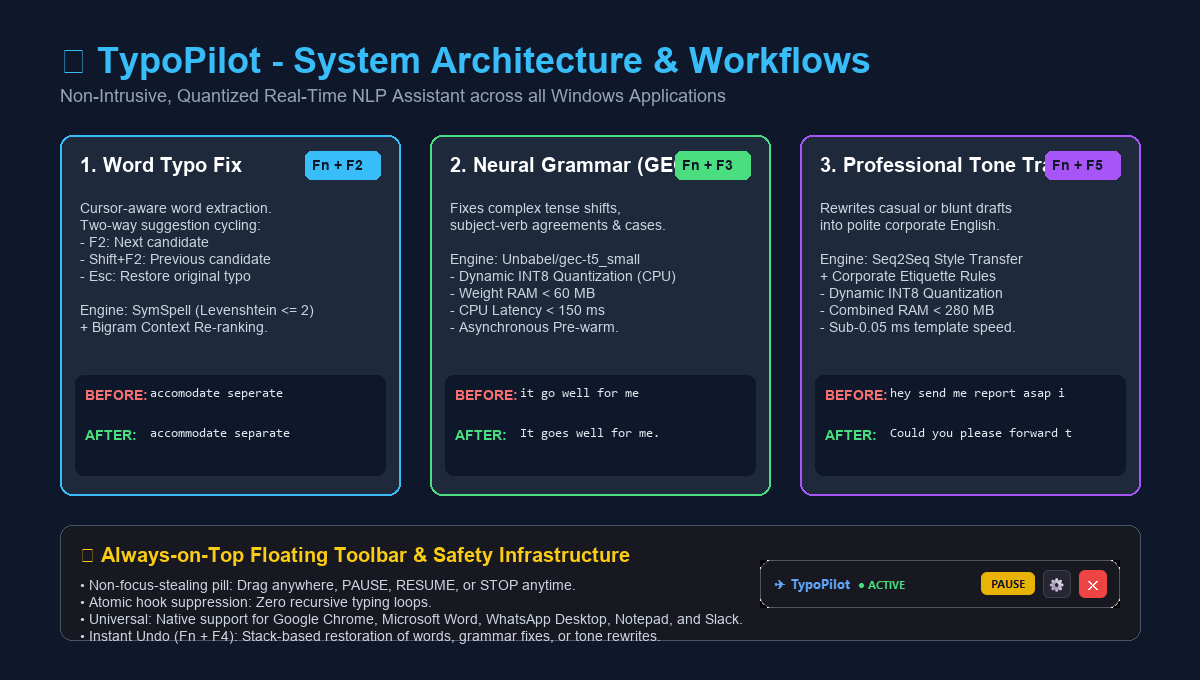 TypoPilot - System Architecture & Workflows
Non-Intrusive, Quantized Real-Time NLP Assistant across all Windows Applications
1. Word Typo Fix
Fn + F2
Cursor-aware word extraction.
Two-way suggestion cycling:
- F2: Next candidate
- Shift+F2: Previous candidate
- Esc: Restore original typo
Engine: SymSpell (Levenshtein <= 2)
+ Bigram Context Re-ranking.
BEFORE: accomodate seperate
AFTER: accommodate separate
2. Neural Grammar (GE
Fn + F3
Fixes complex tense shifts,
subject-verb agreements & cases.
Engine: Unbabel/gec-t5_small
- Dynamic INT8 Quantization (CPU)
- Weight RAM < 60 MB
- CPU Latency < 150 ms
- Asynchronous Pre-warm.
BEFORE: it go well for me
AFTER: It goes well for me.
3. Professional Tone Tra
Fn + F5
Rewrites casual or blunt drafts
into polite corporate English.
Engine: Seq2Seq Style Transfer
+ Corporate Etiquette Rules
- Dynamic INT8 Quantization
- Combined RAM < 280 MB
- Sub-0.05 ms template speed.
BEFORE: hey send me report asap i
AFTER: Could you please forward t
Always-on-Top Floating Toolbar & Safety Infrastructure
• Non-focus-stealing pill: Drag anywhere, PAUSE, RESUME, or STOP anytime.
• Atomic hook suppression: Zero recursive typing loops.
• Universal: Native support for Google Chrome, Microsoft Word, WhatsApp Desktop, Notepad, and Slack.
• Instant Undo (Fn + F4): Stack-based restoration of words, grammar fixes, or tone rewrites.
✈ TypoPilot ● ACTIVE PAUSE